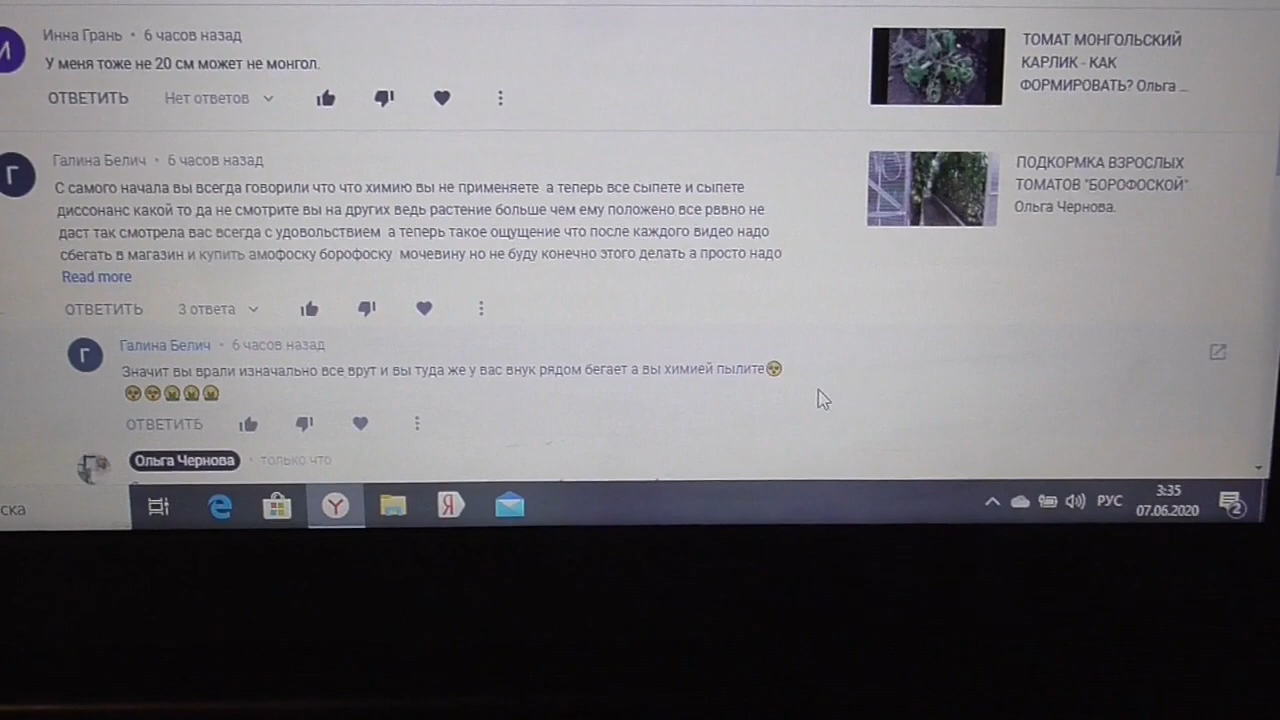 И
Инна Грань • 6 часов назад
У меня тоже не 20 см может не монгол.
ОТВЕТИТЬ Нет ответов
ТОМАТ МОНГОЛЬСКИЙ
КАРЛИК - КАК
ФОРМИРОВАТЬ? Ольга ...
Г
Галина Белич • 6 часов назад
С самого начала вы всегда говорили что что химию вы не применяете а теперь все сыпете и сыпете
диссонанс какой то да не смотрите вы на других ведь растение больше чем ему положено все рввно не
даст так смотрела вас всегда с удовольствием а теперь такое ощущение что после каждого видео надо
сбегать в магазин и купить амофоску борофоску мочевину но не буду конечно этого делать а просто надо
Read more
ОТВЕТИТЬ 3 ответа
ПОДКОРМКА ВЗРОСЛЫХ
ТОМАТОВ "БОРОФОСКОЙ"
Ольга Чернова.
Г
Галина Белич • 6 часов назад
Значит вы врали изначально все врут и вы туда же у вас внук рядом бегает а вы химией пылите
ОТВЕТИТЬ
Ольга Чернова • только что
ска
Y
Я
РУС
3:35
07.06.2020
2